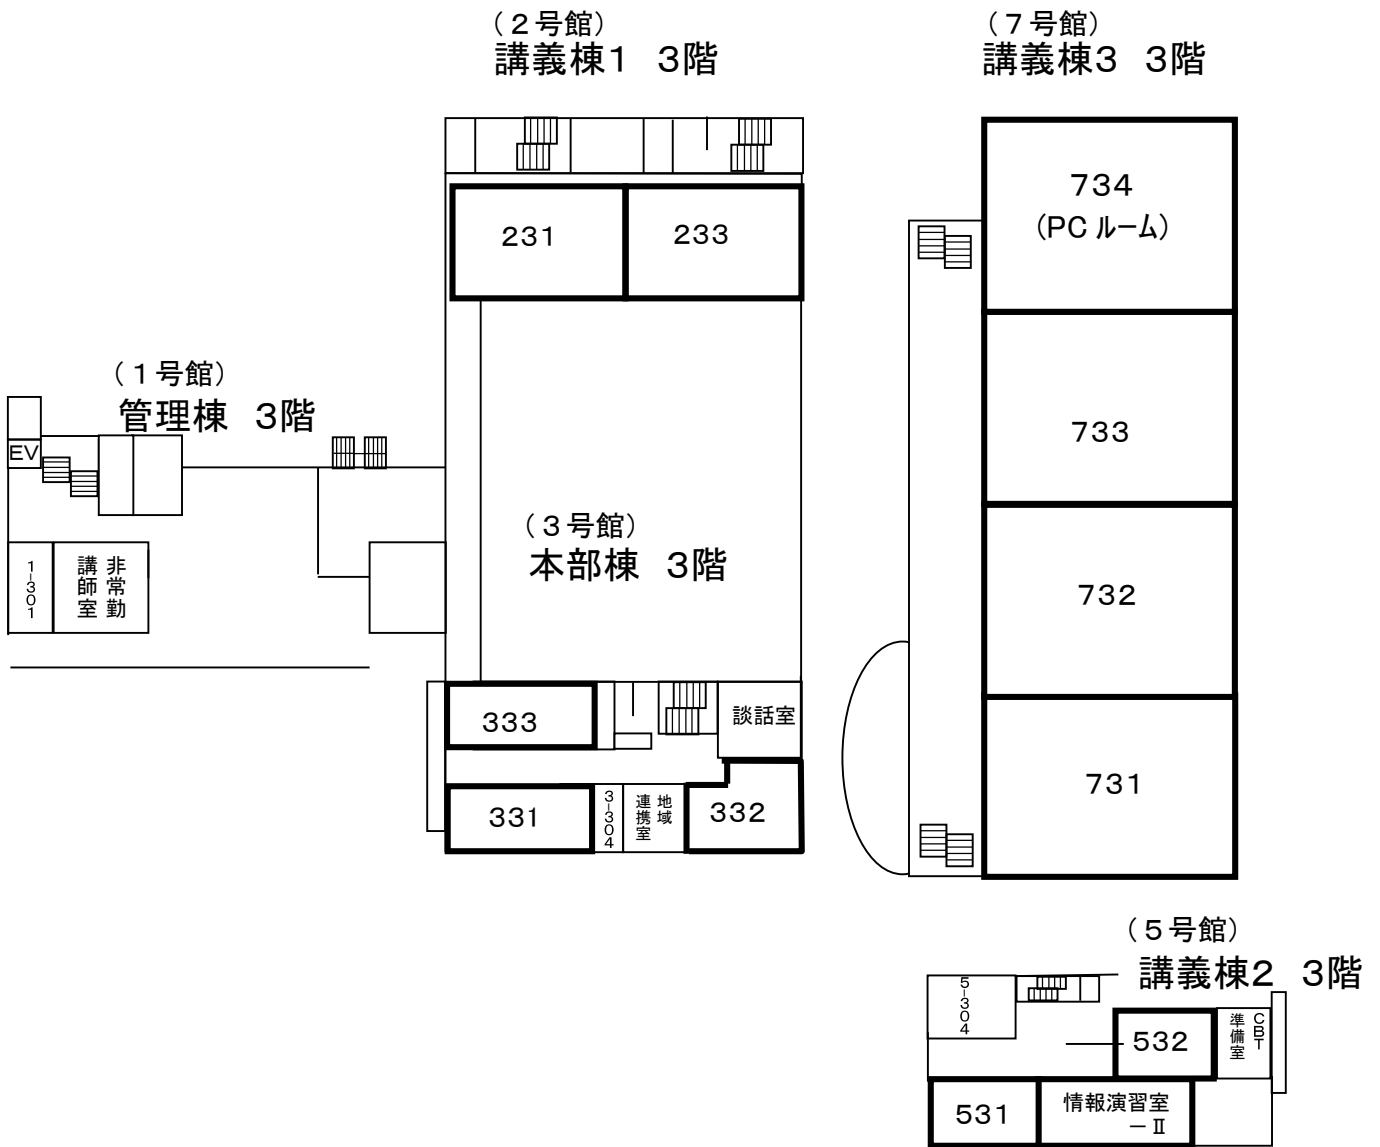 （２号館）
講義棟１　３階
（７号館）
講義棟３　３階
734
（PC ルーム）
231
233
（１号館）
管理棟　３階
EV
733
（３号館）
本部棟　３階
1-301
非常勤
講師室
732
333
談話室
731
331
3-304
地域
連携室
332
（５号館）
講義棟２　３階
5-304
532
CBT
準備室
531
情報演習室
－Ⅱ